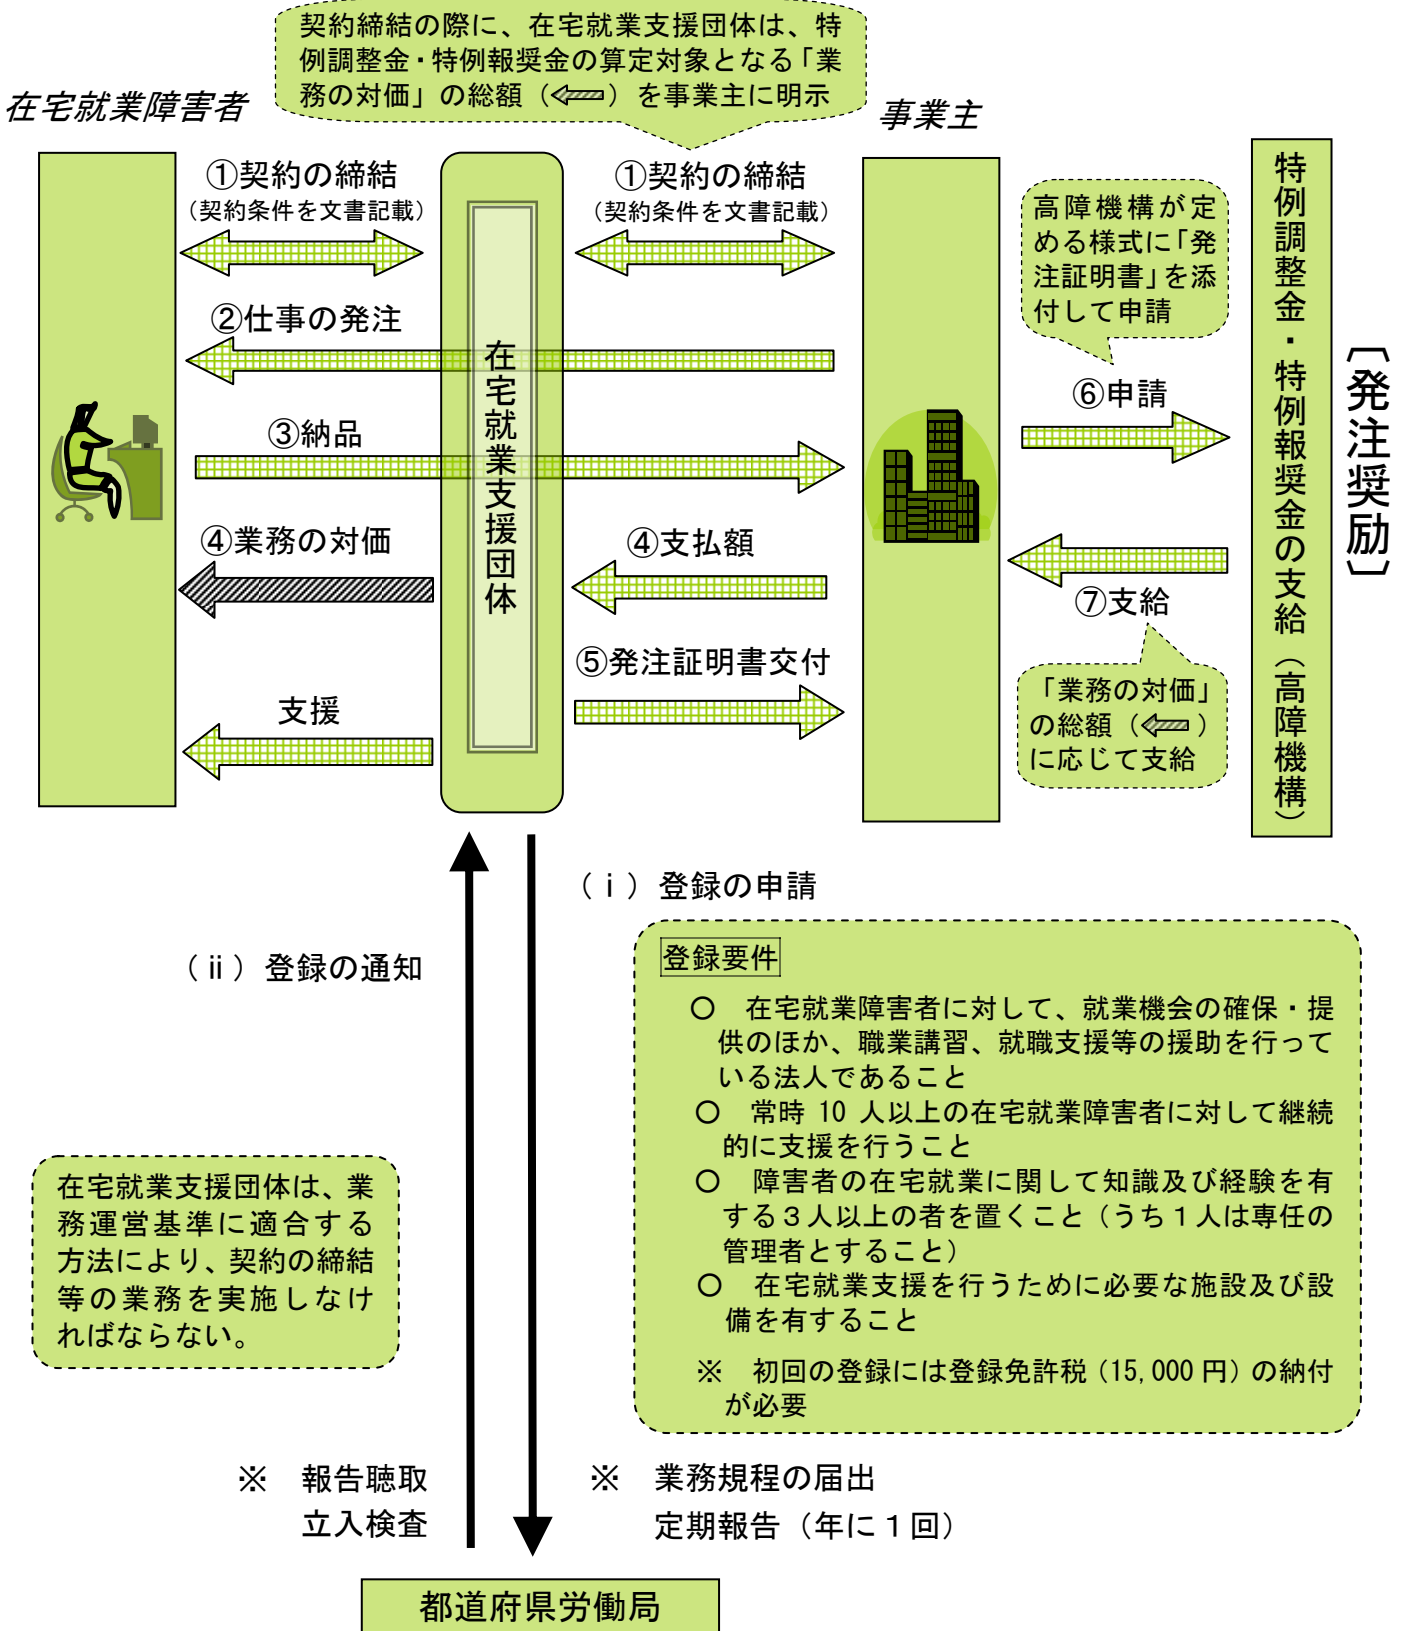 契約締結の際に、在宅就業支援団体は、特
例調整金・特例報奨金の算定対象となる「業
務の対価」の総額（　）を事業主に明示
在宅就業障害者
事業主
①契約の締結
（契約条件を文書記載）
①契約の締結
（契約条件を文書記載）
②仕事の発注
③納品
④業務の対価
④支払額
⑤発注証明書交付
支援
在宅就業支援団体
高障機構が定
める様式に「発
注証明書」を添
付して申請
⑥申請
⑦支給
「業務の対価」
の総額（　）
に応じて支給
特例調整金・特例報奨金の支給（高障機構）
〔発注奨励〕
（ⅰ）登録の申請
（ⅱ）登録の通知
登録要件
○　在宅就業障害者に対して、就業機会の確保・提
供のほか、職業講習、就職支援等の援助を行って
いる法人であること
○　常時 10 人以上の在宅就業障害者に対して継続
的に支援を行うこと
○　障害者の在宅就業に関して知識及び経験を有
する３人以上の者を置くこと（うち１人は専任の
管理者とすること）
○　在宅就業支援を行うために必要な施設及び設
備を有すること
※　初回の登録には登録免許税（15,000 円）の納付
が必要
在宅就業支援団体は、業
務運営基準に適合する
方法により、契約の締結
等の業務を実施しなけ
ればならない。
※　報告聴取
立入検査
※　業務規程の届出
定期報告（年に１回）
都道府県労働局